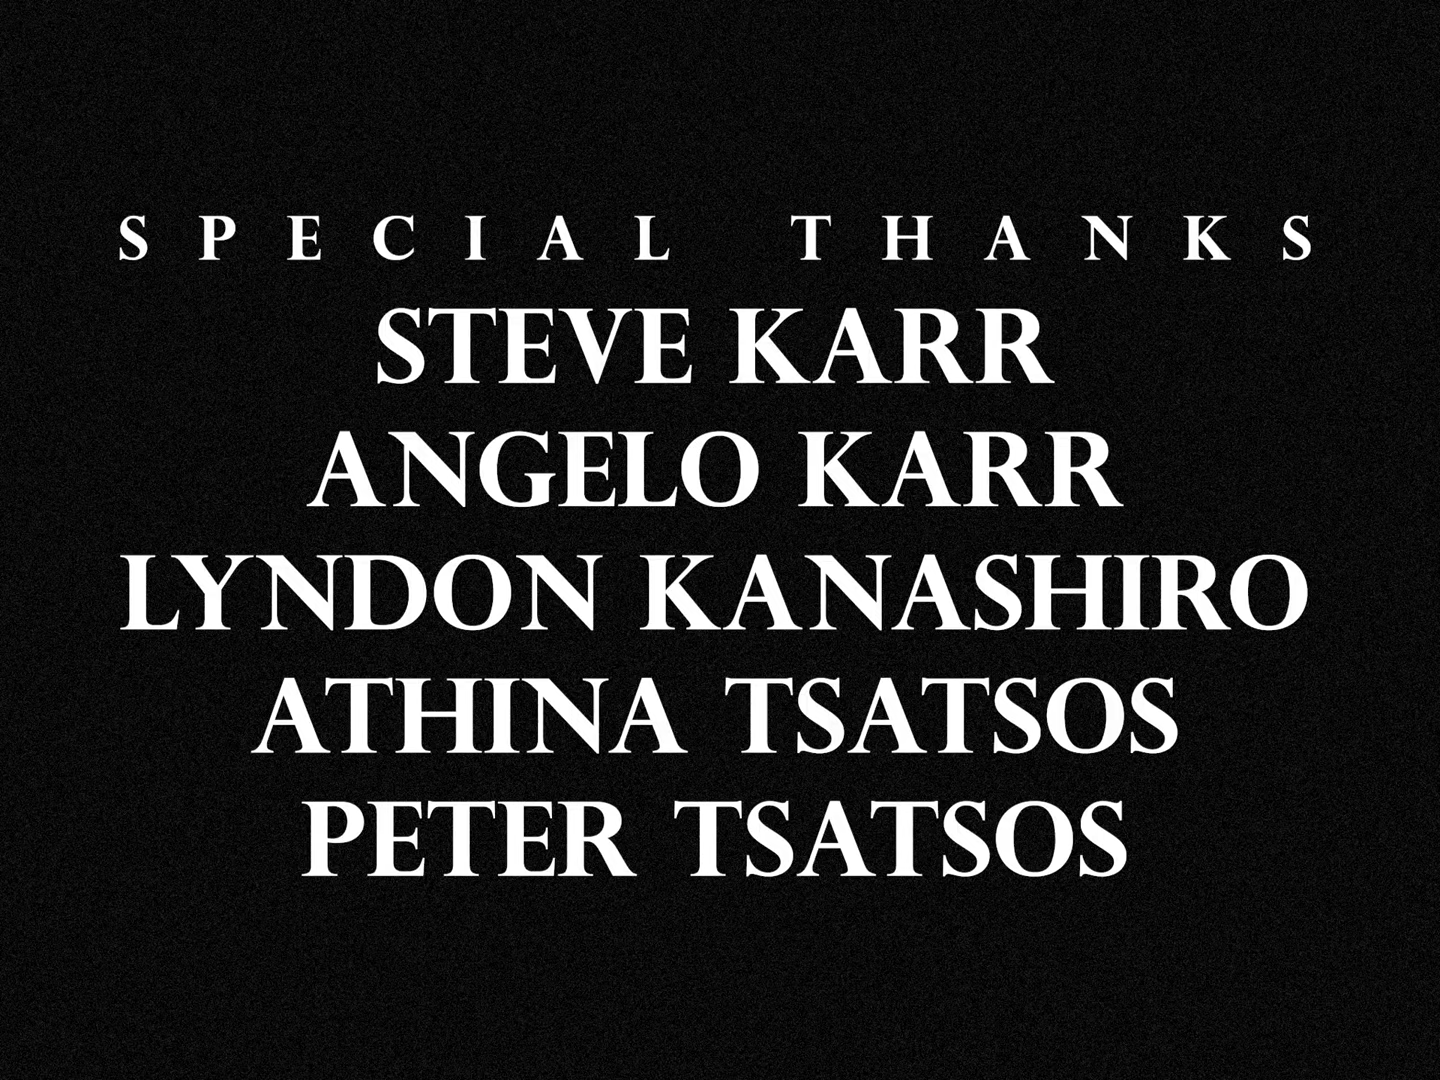 SPECIAL THANKS
STEVE KARR
ANGELO KARR
LYNDON KANASHIRO
ATHINA TSATSOS
PETER TSATSOS